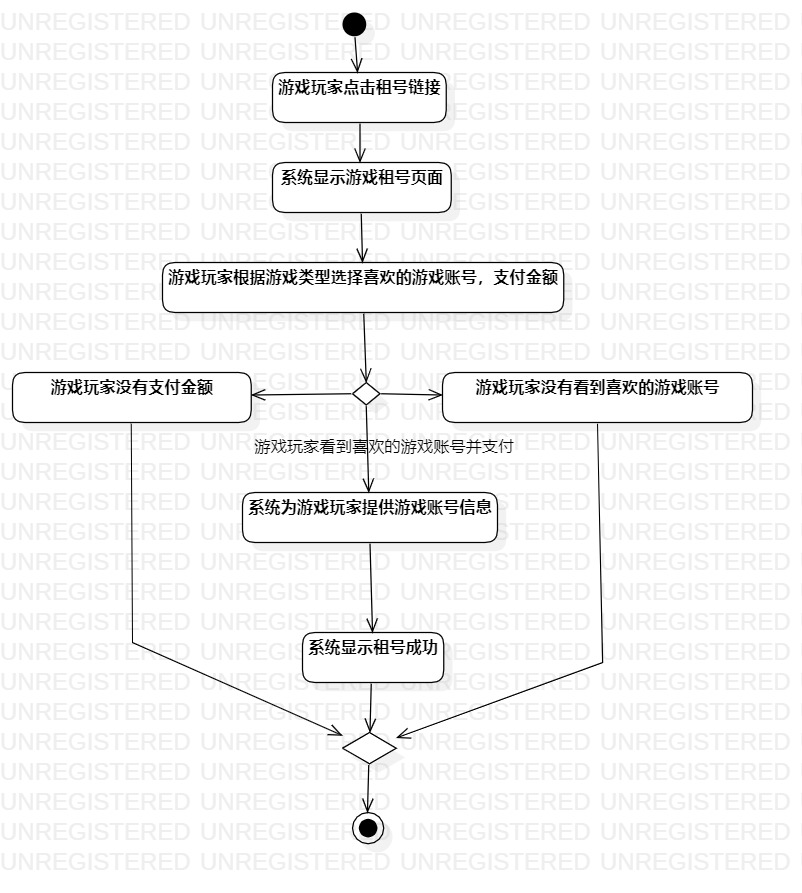 UNREGISTERED UNREGISTERED UNREGISTERED UNREGISTERED
游戏玩家点击租号链接
系统显示游戏租号页面
游戏玩家根据游戏类型选择喜欢的游戏账号，支付金额
游戏玩家没有支付金额
游戏玩家没有看到喜欢的游戏账号
游戏玩家看到喜欢的游戏账号并支付
系统为游戏玩家提供游戏账号信息
系统显示租号成功